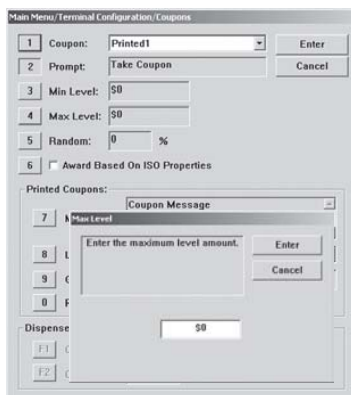 Main Menu/Terminal Configuration/Coupons
1 Coupon: Printed1 Enter
2 Prompt: Take Coupon Cancel
3 Min Level: $0
4 Max Level: $0
5 Random: 0 %
6 Award Based On ISO Properties
Printed Coupons:
Coupon Message
7
Max Level
Enter the maximum level amount. Enter
8 L
Cancel
9
0
$0
Dispense
F1
F2